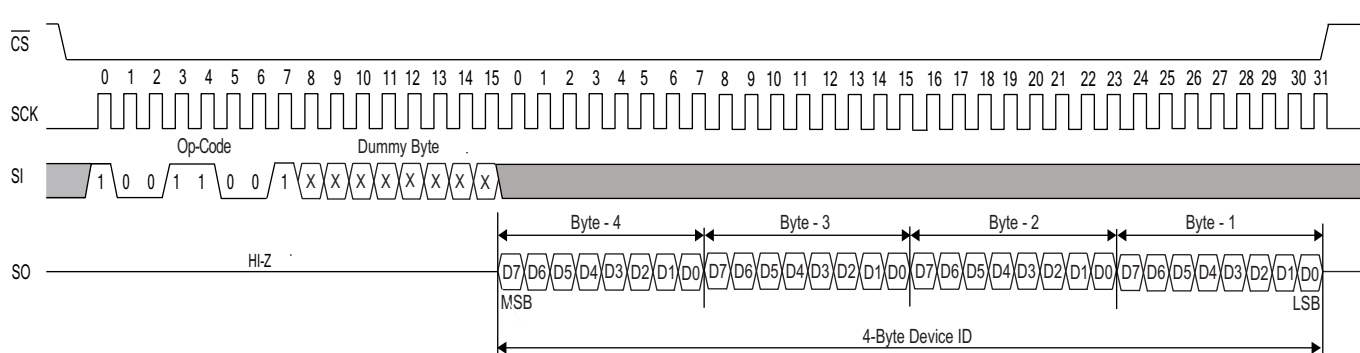 CS
0 1 2 3 4 5 6 7 8 9 10 11 12 13 14 15 0 1 2 3 4 5 6 7 8 9 10 11 12 13 14 15 16 17 18 19 20 21 22 23 24 25 26 27 28 29 30 31
SCK
Op-Code Dummy Byte
SI 1 0 0 1 1 0 0 1 X X X X X X X X
Byte - 4 Byte - 3 Byte - 2 Byte - 1
HI-Z
SO D7 D6 D5 D4 D3 D2 D1 D0 D7 D6 D5 D4 D3 D2 D1 D0 D7 D6 D5 D4 D3 D2 D1 D0 D7 D6 D5 D4 D3 D2 D1 D0
MSB LSB
4-Byte Device ID